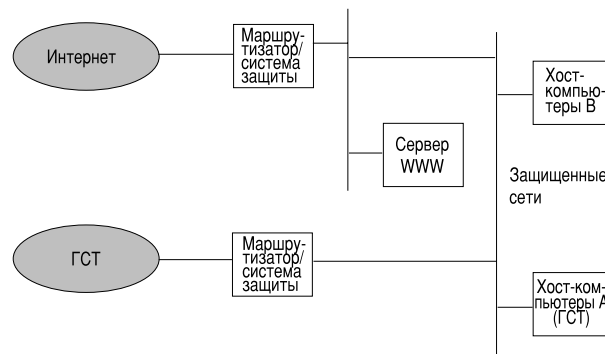 Интернет
Маршру-
тизатор/
система
защиты
Хост-
компью-
теры В
Сервер
WWW
Защищенные
сети
ГСТ
Маршру-
тизатор/
система
защиты
Хост-ком-
пьютеры А
(ГСТ)